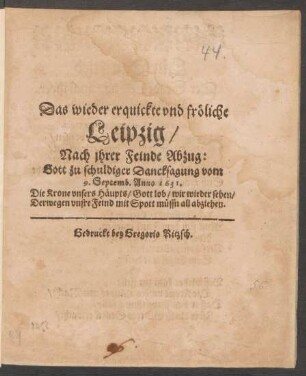 44.
Das wieder erquickte vnd fröliche
Leipzig/
Nach jhrer Feinde Abzug:
Gott zu schuldiger Dancksagung vom
9. Septemb. Anno 1631.
Die Krone vnsers Häupts/Gott lob/wir wieder sehen/
Derwegen vnsre Feind mit Spott müssn all abziehen.
Gedruckt bey Gregorio Ritzsch.